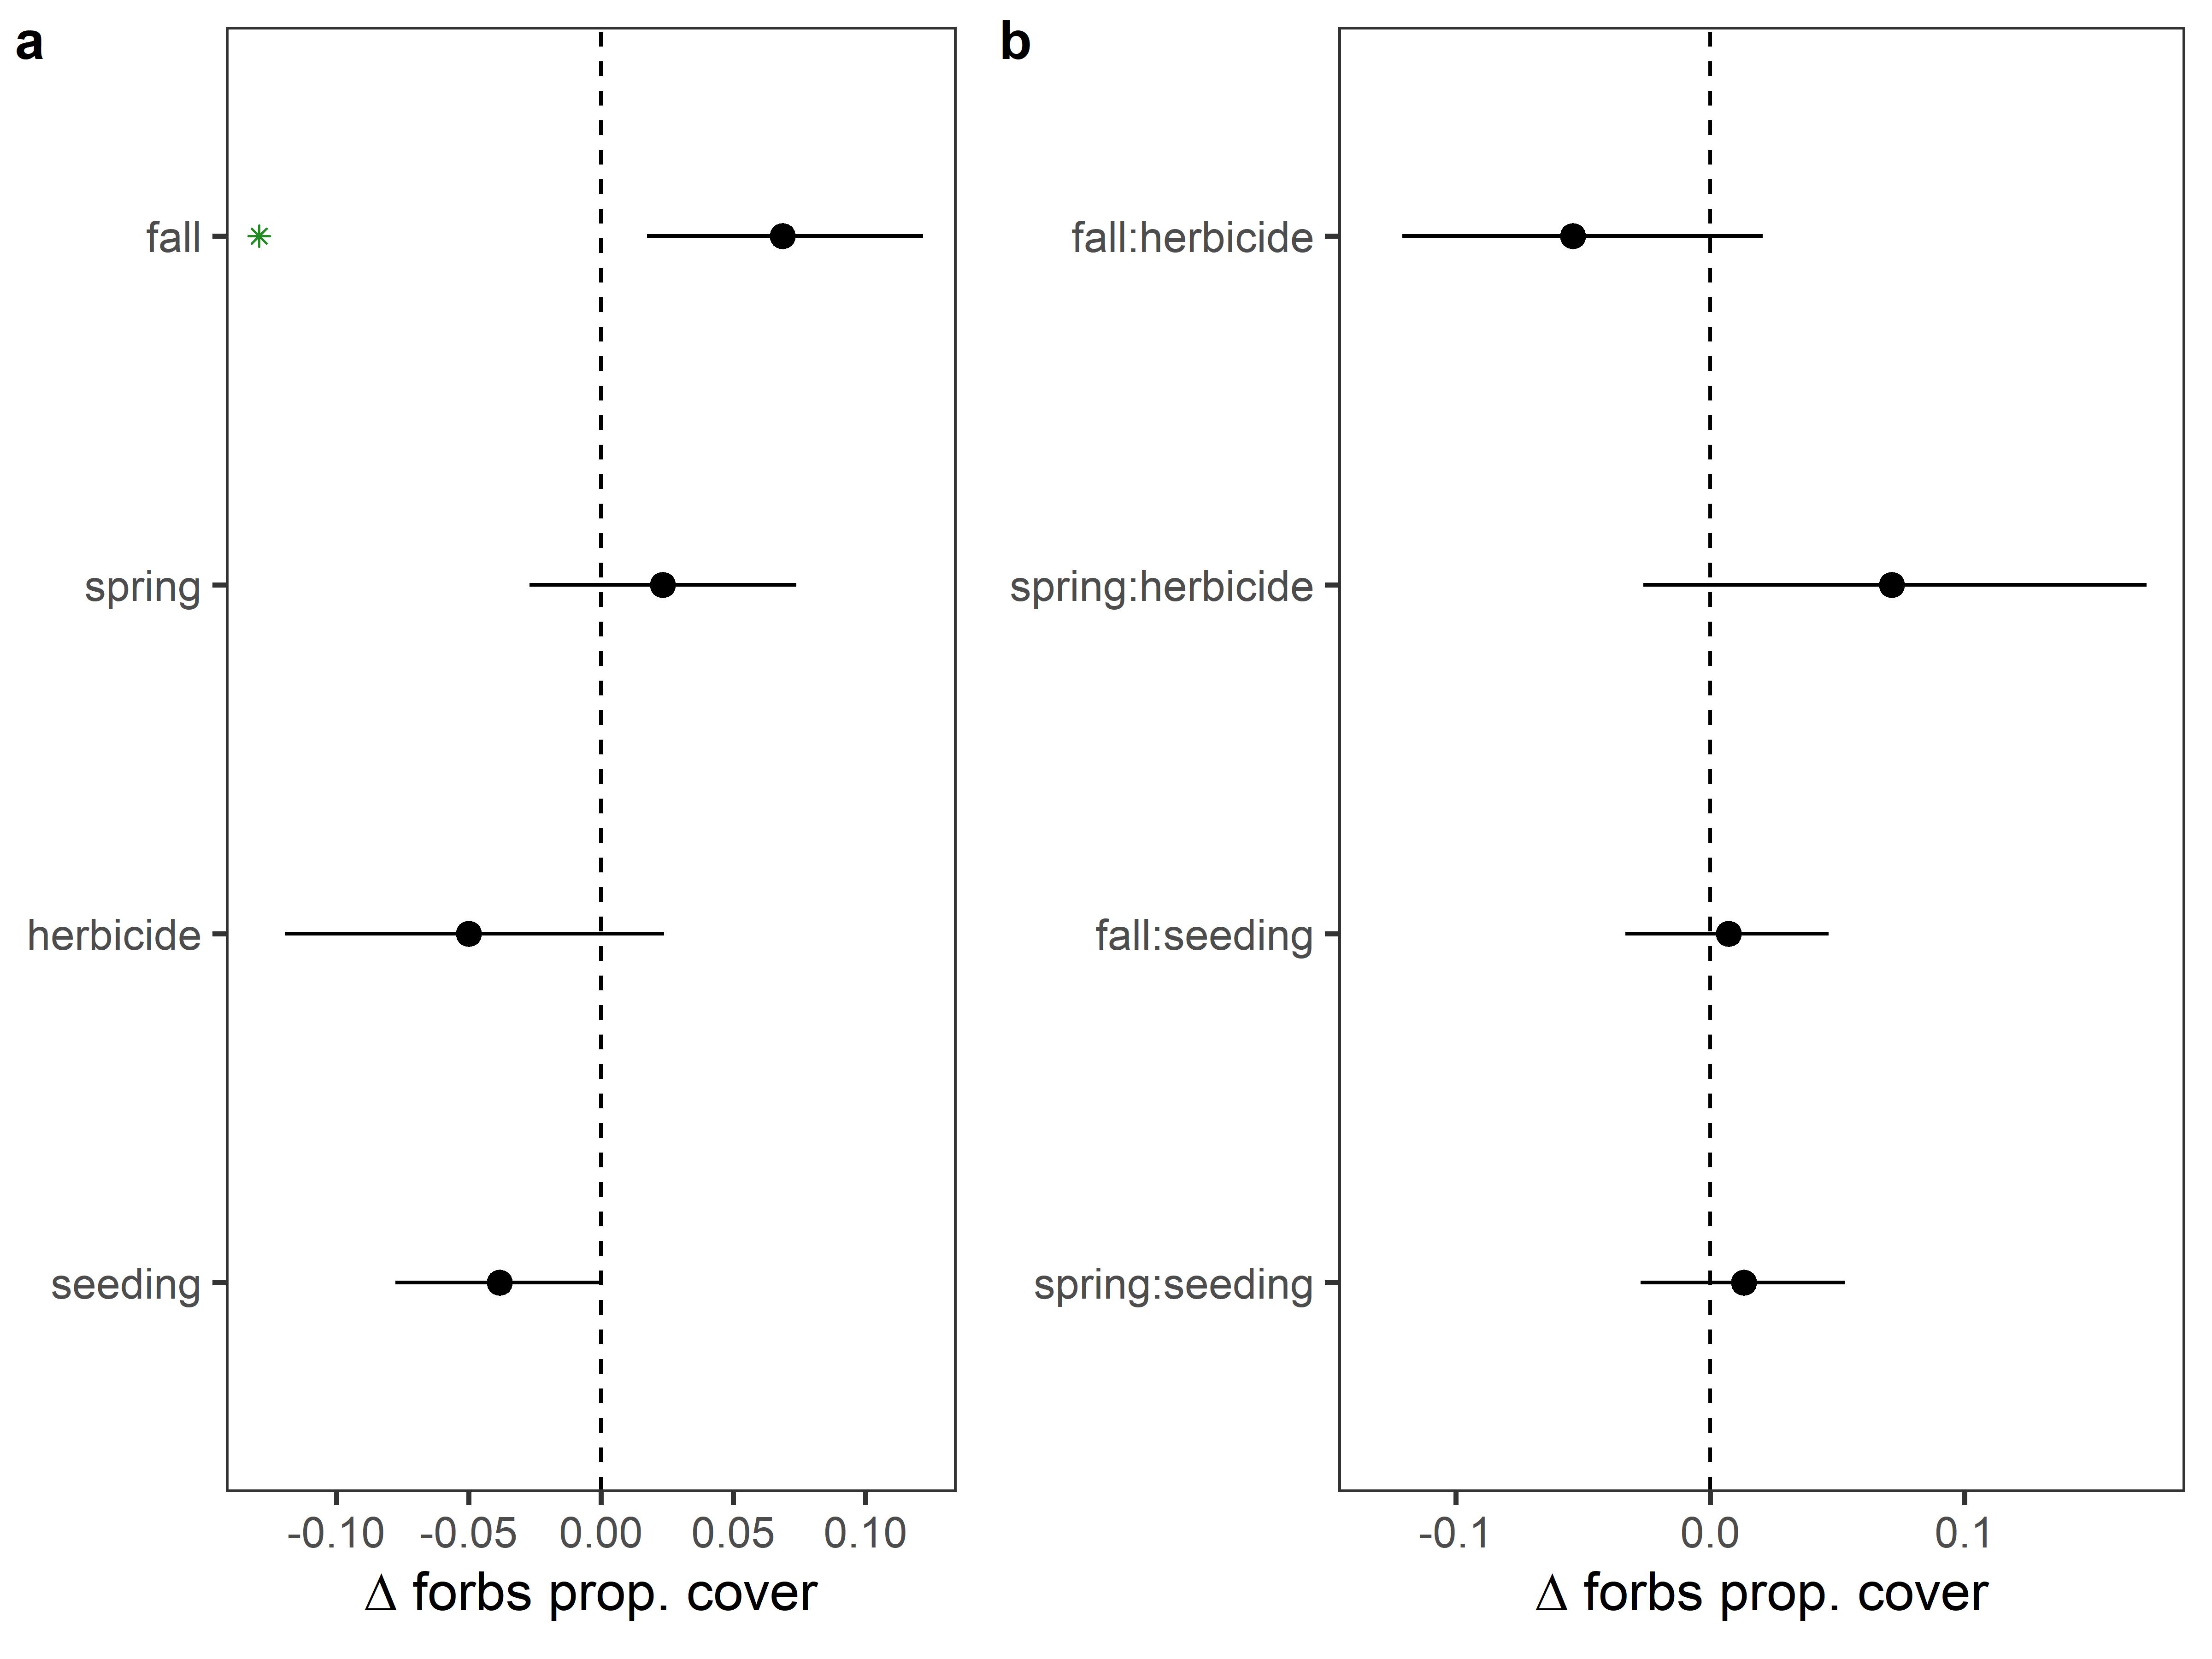 a
fall
spring
herbicide
seeding
-0.10 -0.05 0.00 0.05 0.10
Δ forbs prop. cover
b
fall:herbicide
spring:herbicide
fall:seeding
spring:seeding
-0.1 0.0 0.1
Δ forbs prop. cover